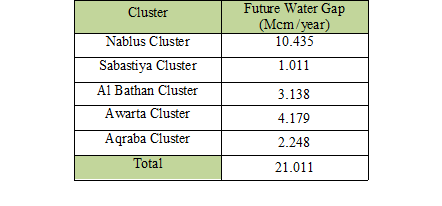 Cluster Future Water Gap
(Mcm/year)
Nablus Cluster 10.435
Sabastiya Cluster 1.011
Al Bathan Cluster 3.138
Awarta Cluster 4.179
Aqraba Cluster 2.248
Total 21.011